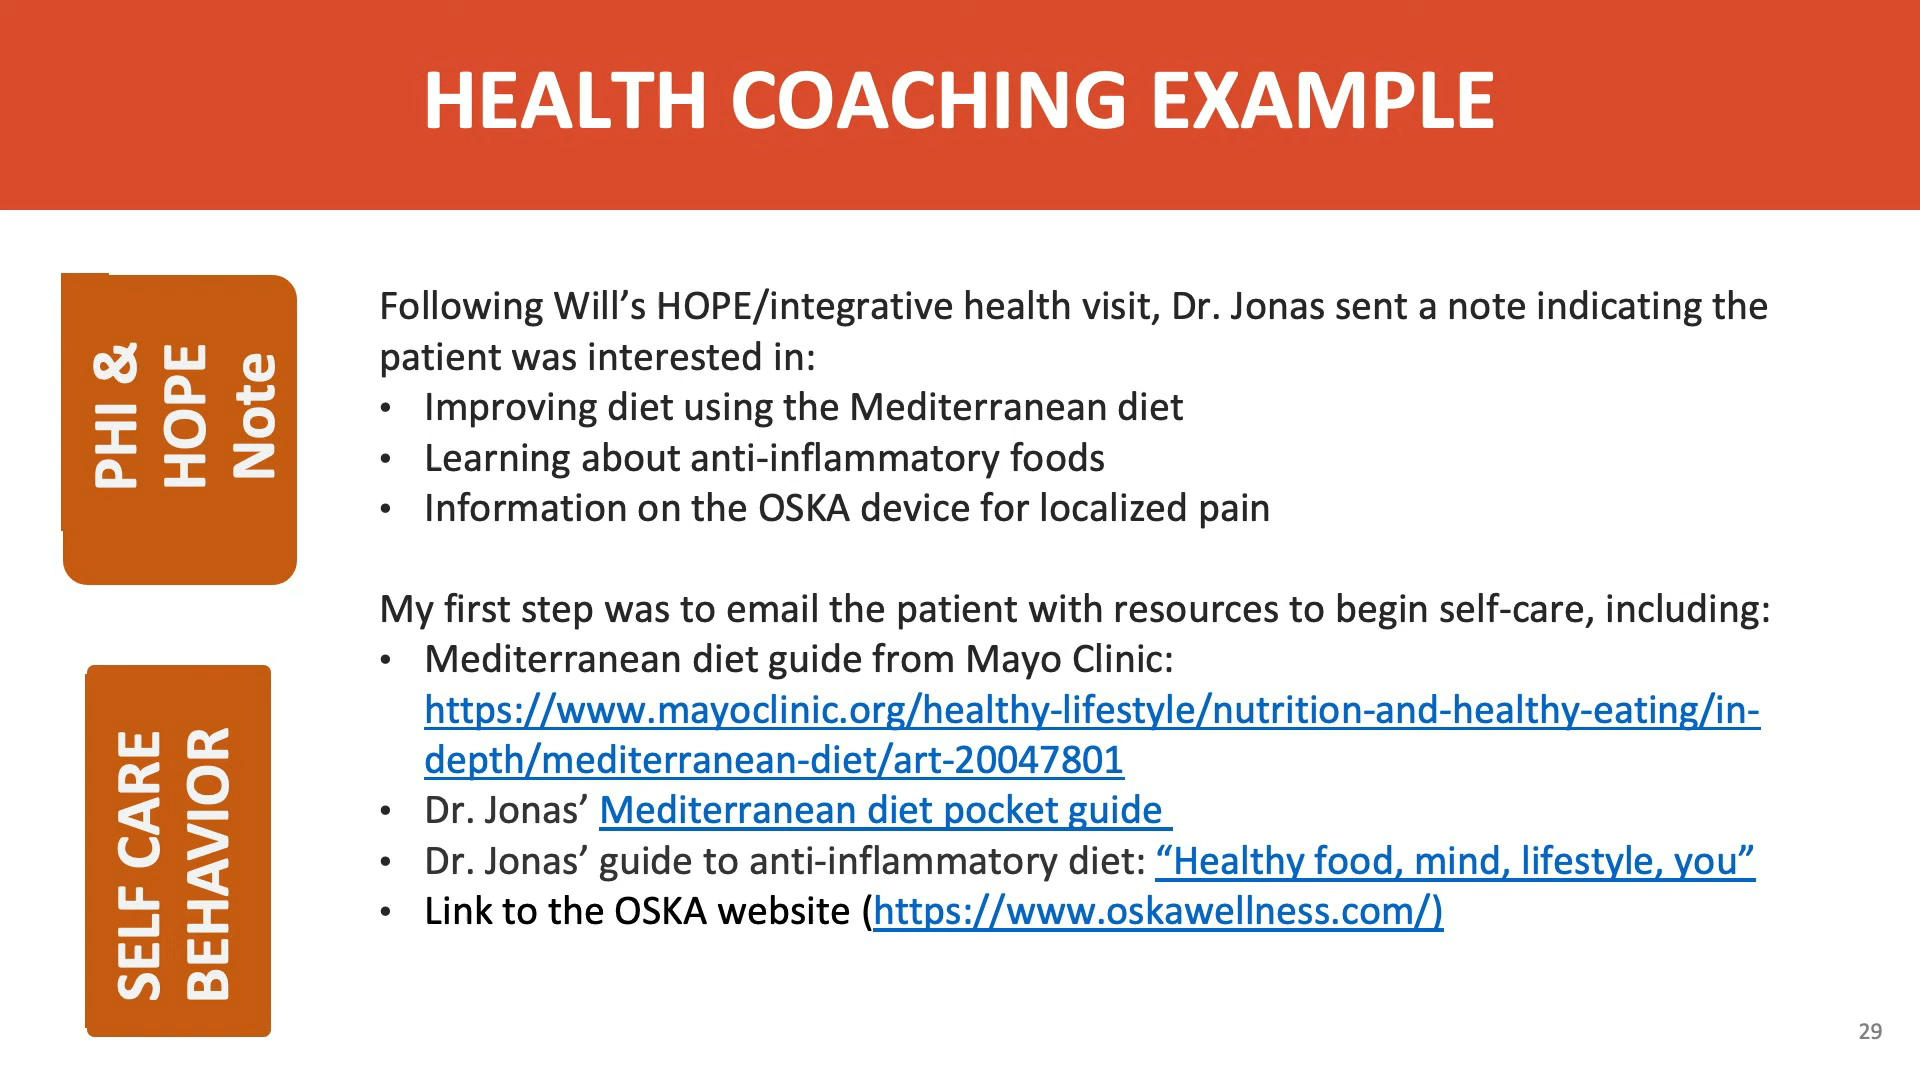 HEALTH COACHING EXAMPLE
PHI &
HOPE
Note
Following Will’s HOPE/integrative health visit, Dr. Jonas sent a note indicating the
patient was interested in:
• Improving diet using the Mediterranean diet
• Learning about anti-inflammatory foods
• Information on the OSKA device for localized pain
SELF CARE
BEHAVIOR
My first step was to email the patient with resources to begin self-care, including:
• Mediterranean diet guide from Mayo Clinic:
https://www.mayoclinic.org/healthy-lifestyle/nutrition-and-healthy-eating/in-
depth/mediterranean-diet/art-20047801
• Dr. Jonas’ Mediterranean diet pocket guide
• Dr. Jonas’ guide to anti-inflammatory diet: “Healthy food, mind, lifestyle, you”
• Link to the OSKA website (https://www.oskawellness.com/)
29